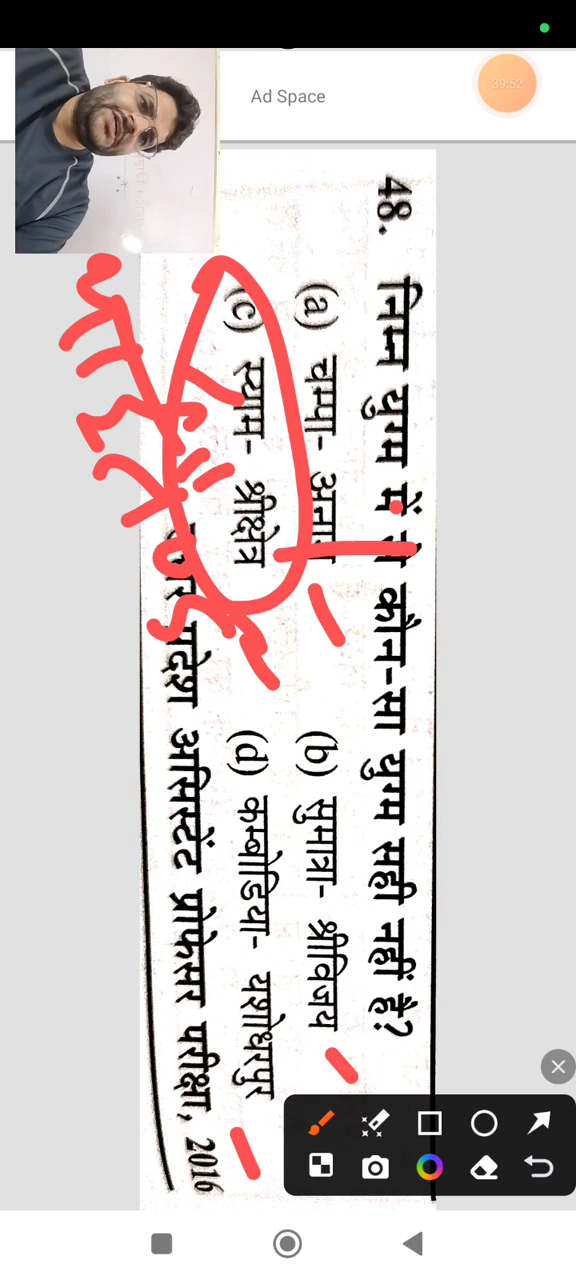 Ad Space
39:52
48. निम्न युग्म में से कौन-सा युग्म सही नहीं है?
(a) चम्पा- अन्नाम (b) सुमात्रा- श्रीविजय
(c) स्याम- श्रीक्षेत्र (d) कम्बोडिया- यशोधरपुर
प्रदेश असिस्टेंट प्रोफेसर परीक्षा, 2016